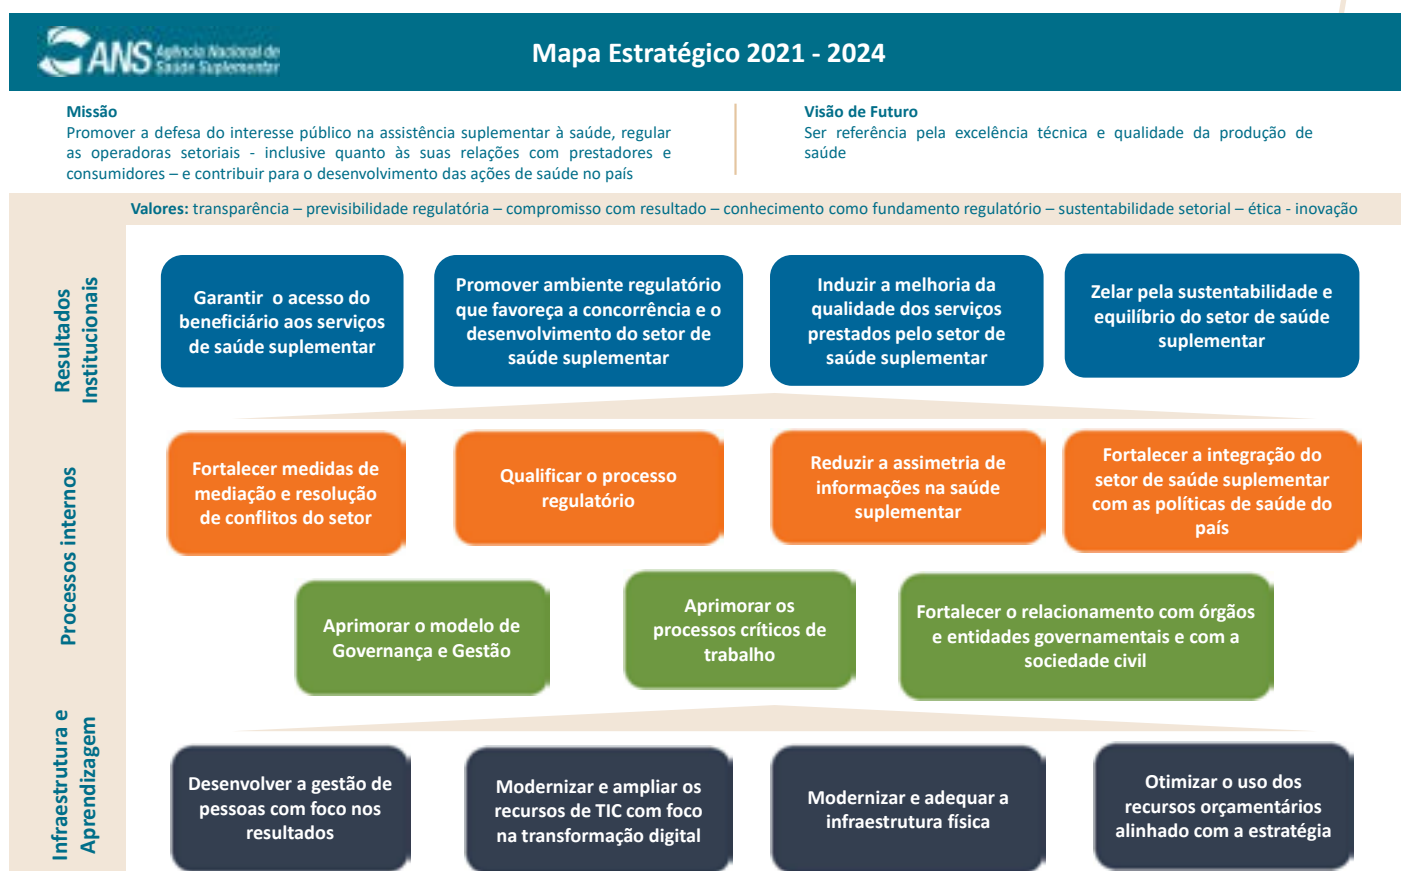 ANS Agência Nacional de
Saúde Suplementar
Mapa Estratégico 2021 - 2024
Missão
Promover a defesa do interesse público na assistência suplementar à saúde, regular
as operadoras setoriais - inclusive quanto às suas relações com prestadores e
consumidores – e contribuir para o desenvolvimento das ações de saúde no país
Visão de Futuro
Ser referência pela excelência técnica e qualidade da produção de
saúde
Valores: transparência – previsibilidade regulatória – compromisso com resultado – conhecimento como fundamento regulatório – sustentabilidade setorial – ética - inovação
Resultados
Institucionais
Garantir o acesso do
beneficiário aos serviços
de saúde suplementar
Promover ambiente regulatório
que favoreça a concorrência e o
desenvolvimento do setor de
saúde suplementar
Induzir a melhoria da
qualidade dos serviços
prestados pelo setor de
saúde suplementar
Zelar pela sustentabilidade e
equilíbrio do setor de saúde
suplementar
Processos internos
Fortalecer medidas de
mediação e resolução
de conflitos do setor
Qualificar o processo
regulatório
Reduzir a assimetria de
informações na saúde
suplementar
Fortalecer a integração do
setor de saúde suplementar
com as políticas de saúde do
país
Aprimorar o modelo de
Governança e Gestão
Aprimorar os
processos críticos de
trabalho
Fortalecer o relacionamento com órgãos
e entidades governamentais e com a
sociedade civil
Infraestrutura e
Aprendizagem
Desenvolver a gestão de
pessoas com foco nos
resultados
Modernizar e ampliar os
recursos de TIC com foco
na transformação digital
Modernizar e adequar a
infraestrutura física
Otimizar o uso dos
recursos orçamentários
alinhado com a estratégia